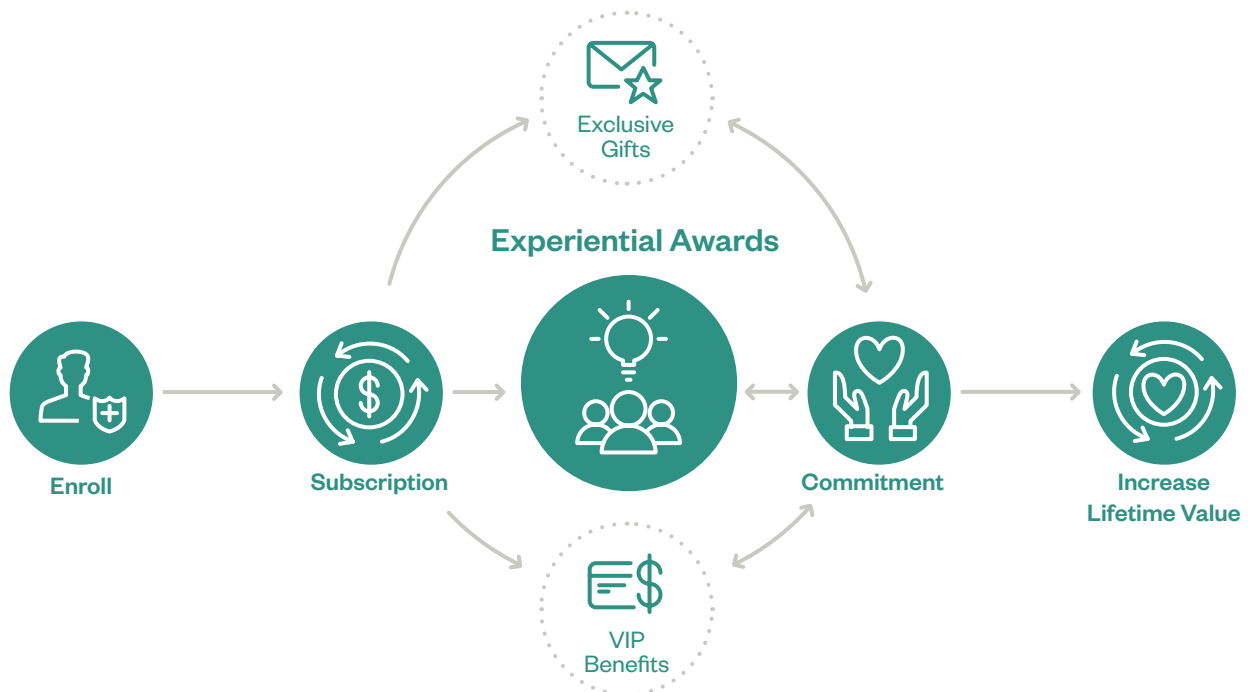 Exclusive
Gifts
Experiential Awards
$
Enroll
Subscription
Commitment
Increase
Lifetime Value
$
VIP
Benefits